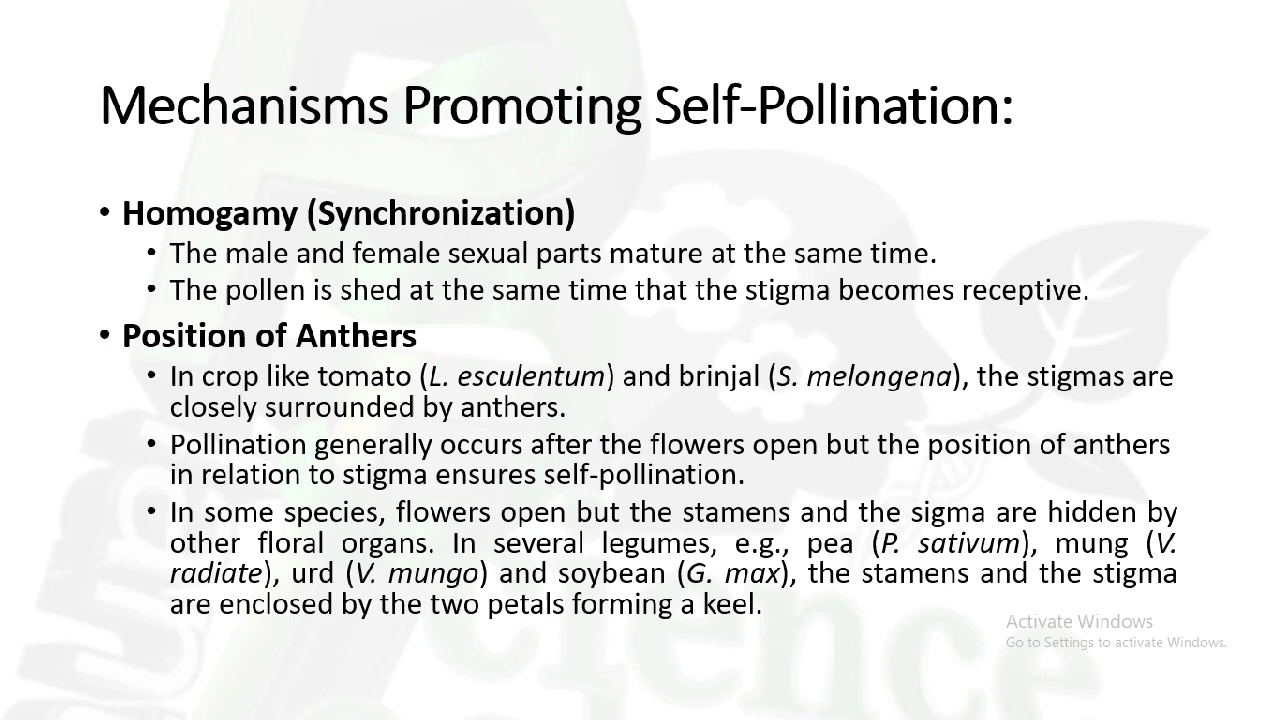 Mechanisms Promoting Self-Pollination:
• Homogamy (Synchronization)
• The male and female sexual parts mature at the same time.
• The pollen is shed at the same time that the stigma becomes receptive.
• Position of Anthers
• In crop like tomato (L. esculentum) and brinjal (S. melongena), the stigmas are
closely surrounded by anthers.
• Pollination generally occurs after the flowers open but the position of anthers
in relation to stigma ensures self-pollination.
• In some species, flowers open but the stamens and the sigma are hidden by
other floral organs. In several legumes, e.g., pea (P. sativum), mung (V.
radiate), urd (V. mungo) and soybean (G. max), the stamens and the stigma
are enclosed by the two petals forming a keel.
Activate Windows
Go to Settings to activate Windows.